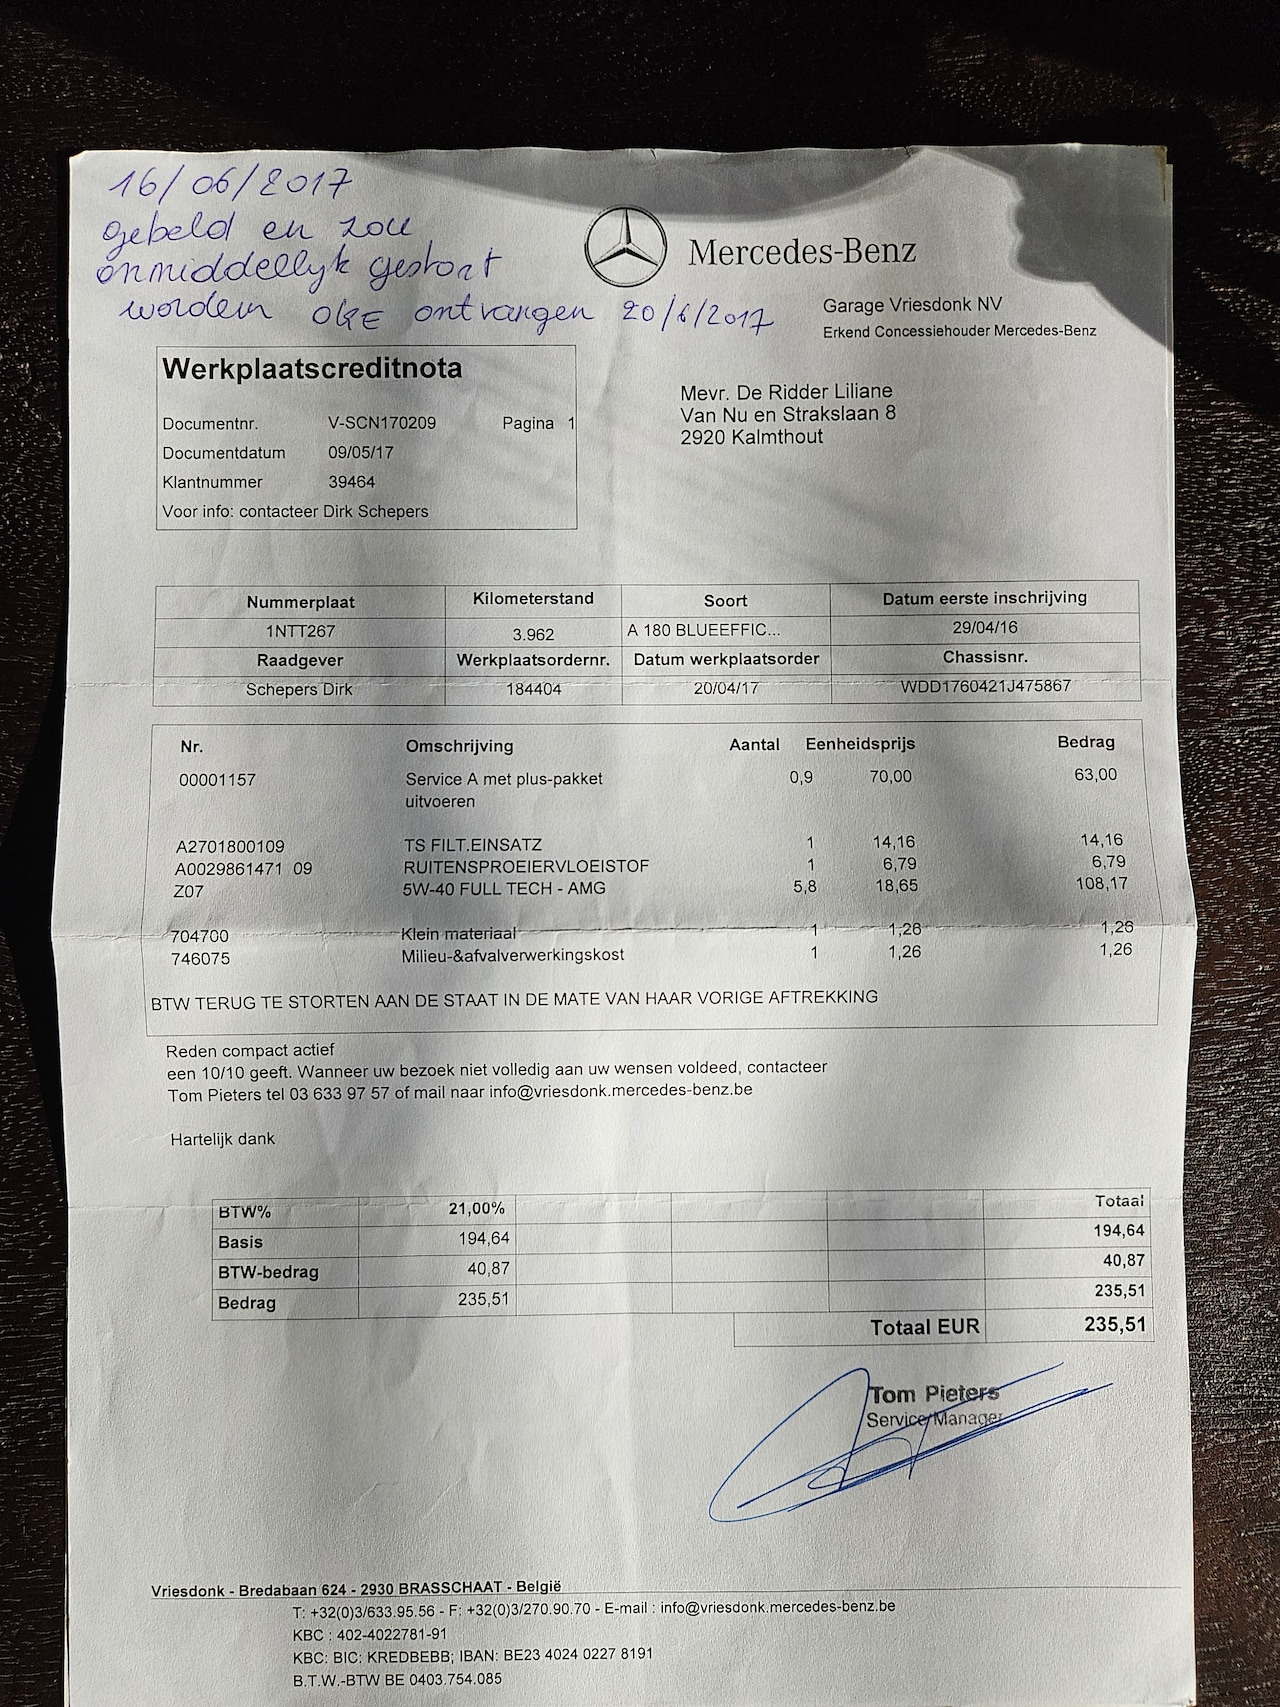 16/06/2017
gebeld en zou
onmiddellijk gestort
worden OKE ontvangen 20/6/2017
Mercedes-Benz
Garage Vriesdonk NV
Erkend Concessiehouder Mercedes-Benz
Werkplaatscreditnota
Documentnr. V-SCN170209 Pagina 1
Documentdatum 09/05/17
Klantnummer 39464
Voor info: contacteer Dirk Schepers
Mevr. De Ridder Liliane
Van Nu en Strakslaan 8
2920 Kalmthout
Nummerplaat Kilometerstand Soort Datum eerste inschrijving
1NTT267 3.962 A 180 BLUEEFFIC... 29/04/16
Raadgever Werkplaatsordernr. Datum werkplaatsorder Chassisnr.
Schepers Dirk 184404 20/04/17 WDD1760421J475867
Nr. Omschrijving Aantal Eenheidsprijs Bedrag
00001157 Service A met plus-pakket 0,9 70,00 63,00
uitvoeren
A2701800109 TS FILT.EINSATZ 1 14,16 14,16
A0029861471 09 RUITENSPROEIERVLOEISTOF 1 6,79 6,79
Z07 5W-40 FULL TECH - AMG 5,8 18,65 108,17
704700 Klein materiaal 1 1,26 1,26
746075 Milieu-&afvalverwerkingskost 1 1,26 1,26
BTW TERUG TE STORTEN AAN DE STAAT IN DE MATE VAN HAAR VORIGE AFTREKKING
Reden compact actief
een 10/10 geeft. Wanneer uw bezoek niet volledig aan uw wensen voldeed, contacteer
Tom Pieters tel 03 633 97 57 of mail naar info@vriesdonk.mercedes-benz.be
Hartelijk dank
BTW% 21,00% Totaal
Basis 194,64 194,64
BTW-bedrag 40,87 40,87
Bedrag 235,51 235,51
Totaal EUR 235,51
Tom Pieters
Service Manager
Vriesdonk - Bredabaan 624 - 2930 BRASSCHAAT - België
T: +32(0)3/633.95.56 - F: +32(0)3/270.90.70 - E-mail : info@vriesdonk.mercedes-benz.be
KBC : 402-4022781-91
KBC: BIC: KREDBEBB; IBAN: BE23 4024 0227 8191
B.T.W.-BTW BE 0403.754.085